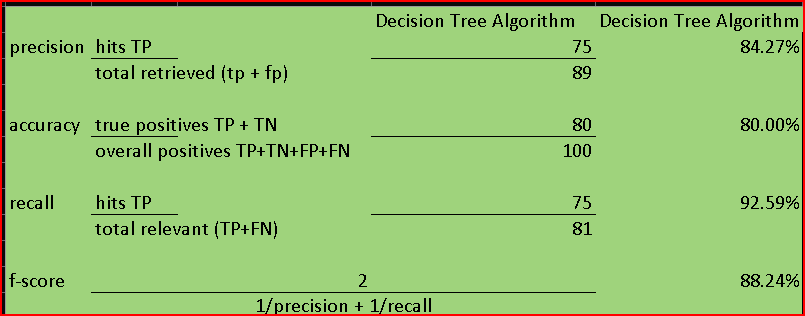 Decision Tree Algorithm Decision Tree Algorithm
precision hits TP 75 84.27%
total retrieved (tp + fp) 89
accuracy true positives TP + TN 80 80.00%
overall positives TP+TN+FP+FN 100
recall hits TP 75 92.59%
total relevant (TP+FN) 81
f-score 2 88.24%
1/precision + 1/recall